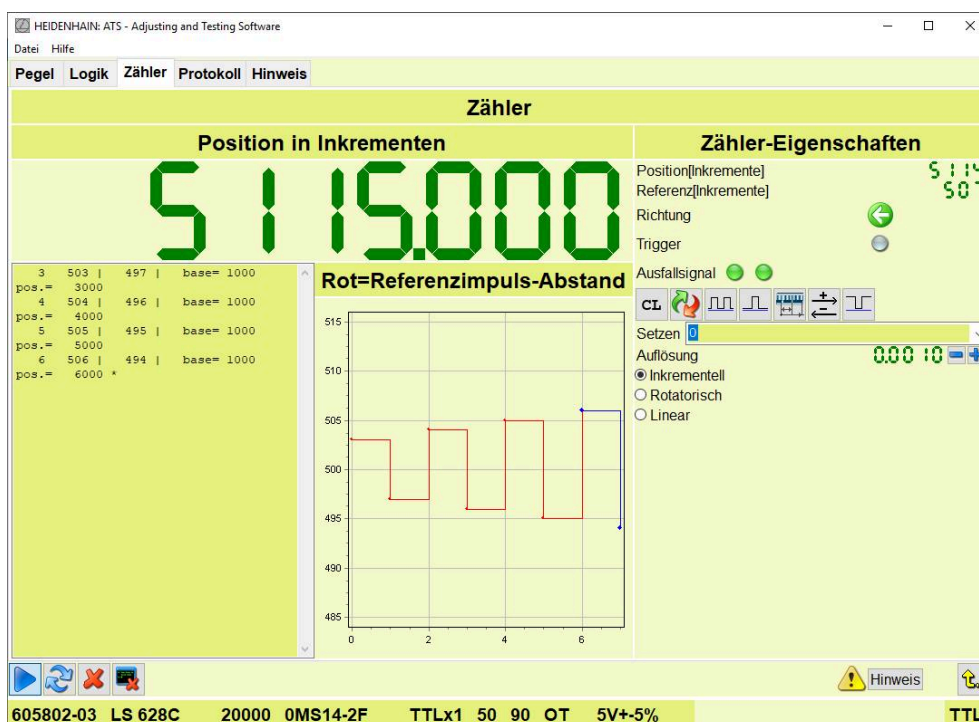 HEIDENHAIN: ATS - Adjusting and Testing Software
Datei Hilfe
Pegel Logik Zähler Protokoll Hinweis
Zähler
Position in Inkrementen
Zähler-Eigenschaften
5115.000
Position[Inkremente]
Referenz[Inkremente]
Richtung
Trigger
Ausfallsignal
CL
Setzen 0
Auflösung 0.0010
Inkrementell
Rotatorisch
Linear
3 503 | 497 | base= 1000
pos.= 3000
4 504 | 496 | base= 1000
pos.= 4000
5 505 | 495 | base= 1000
pos.= 5000
6 506 | 494 | base= 1000
pos.= 6000 *
Rot=Referenzimpuls-Abstand
515
510
505
500
495
490
485
0 2 4 6
Hinweis
605802-03 LS 628C 20000 0MS14-2F TTLx1 50 90 OT 5V+-5% TTL